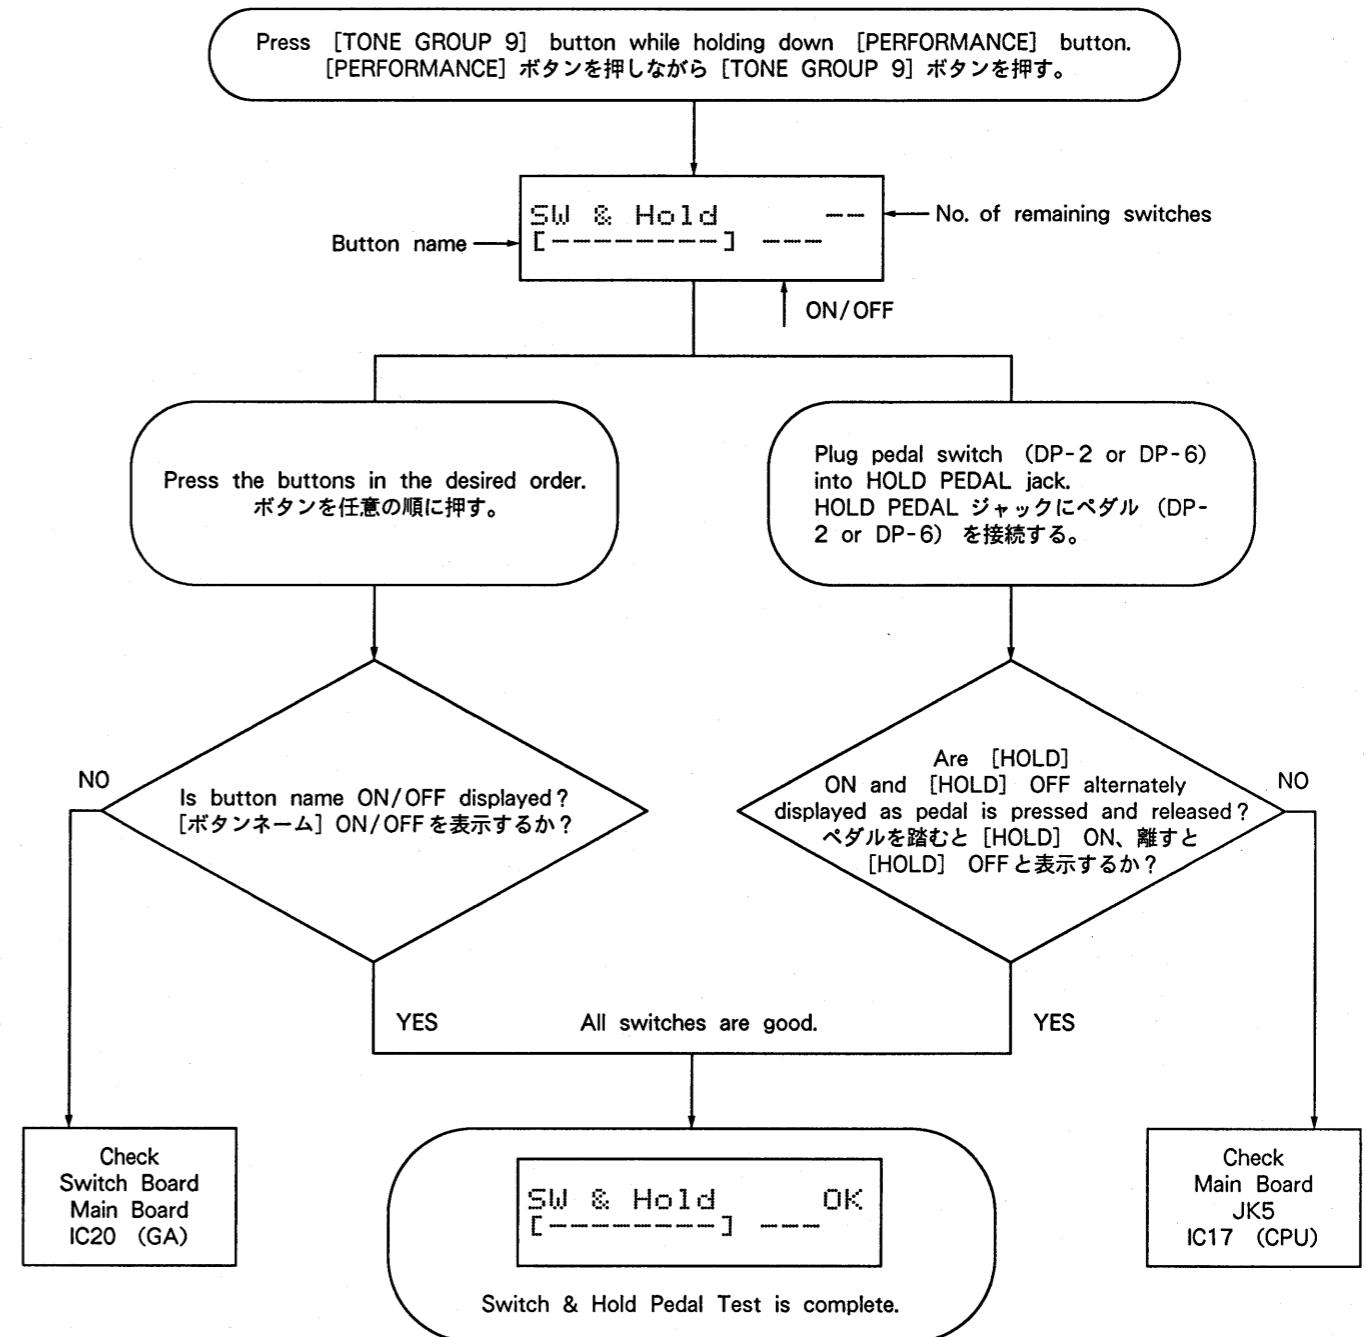 Press [TONE GROUP 9] button while holding down [PERFORMANCE] button.
[PERFORMANCE] ボタンを押しながら [TONE GROUP 9] ボタンを押す。
SW & Hold --
[--------] ---
No. of remaining switches
Button name
ON/OFF
Press the buttons in the desired order.
ボタンを任意の順に押す。
Plug pedal switch (DP-2 or DP-6)
into HOLD PEDAL jack.
HOLD PEDAL ジャックにペダル (DP-
2 or DP-6) を接続する。
NO
Is button name ON/OFF displayed?
[ボタンネーム] ON/OFFを表示するか?
Are [HOLD]
ON and [HOLD] OFF alternately
displayed as pedal is pressed and released?
ペダルを踏むと [HOLD] ON、離すと
[HOLD] OFFと表示するか?
NO
YES
All switches are good.
YES
Check
Switch Board
Main Board
IC20 (GA)
SW & Hold OK
[--------] ---
Switch & Hold Pedal Test is complete.
Check
Main Board
JK5
IC17 (CPU)